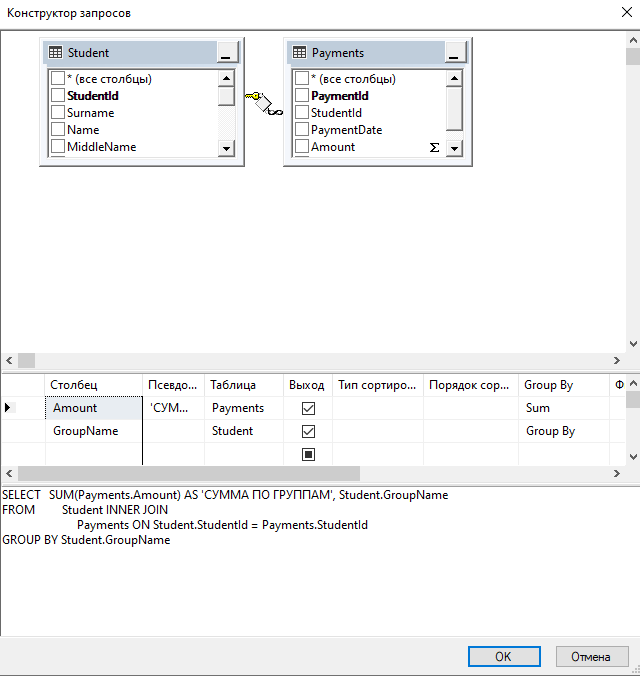 Конструктор запросов
Student
* (все столбцы)
StudentId
Surname
Name
MiddleName
Payments
* (все столбцы)
PaymentId
StudentId
PaymentDate
Amount Σ
Столбец Псевдо... Таблица Выход Тип сортиро... Порядок сор... Group By Ф
Amount 'СУМ... Payments Sum
GroupName Student Group By
SELECT SUM(Payments.Amount) AS 'СУММА ПО ГРУППАМ', Student.GroupName
FROM Student INNER JOIN
Payments ON Student.StudentId = Payments.StudentId
GROUP BY Student.GroupName
OK Отмена